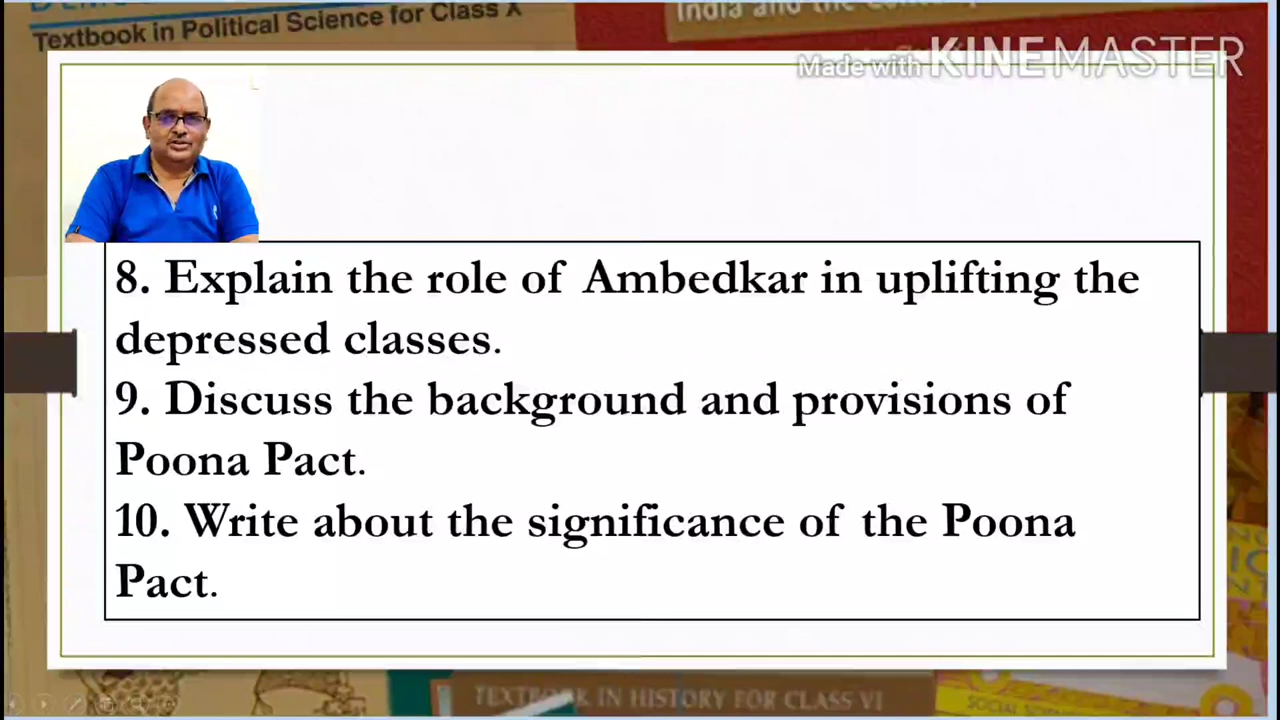 Textbook in Political Science for Class X
India and the
Made with KINEMASTER
8. Explain the role of Ambedkar in uplifting the
depressed classes.
9. Discuss the background and provisions of
Poona Pact.
10. Write about the significance of the Poona
Pact.
TEXTBOOK IN HISTORY FOR CLASS VI